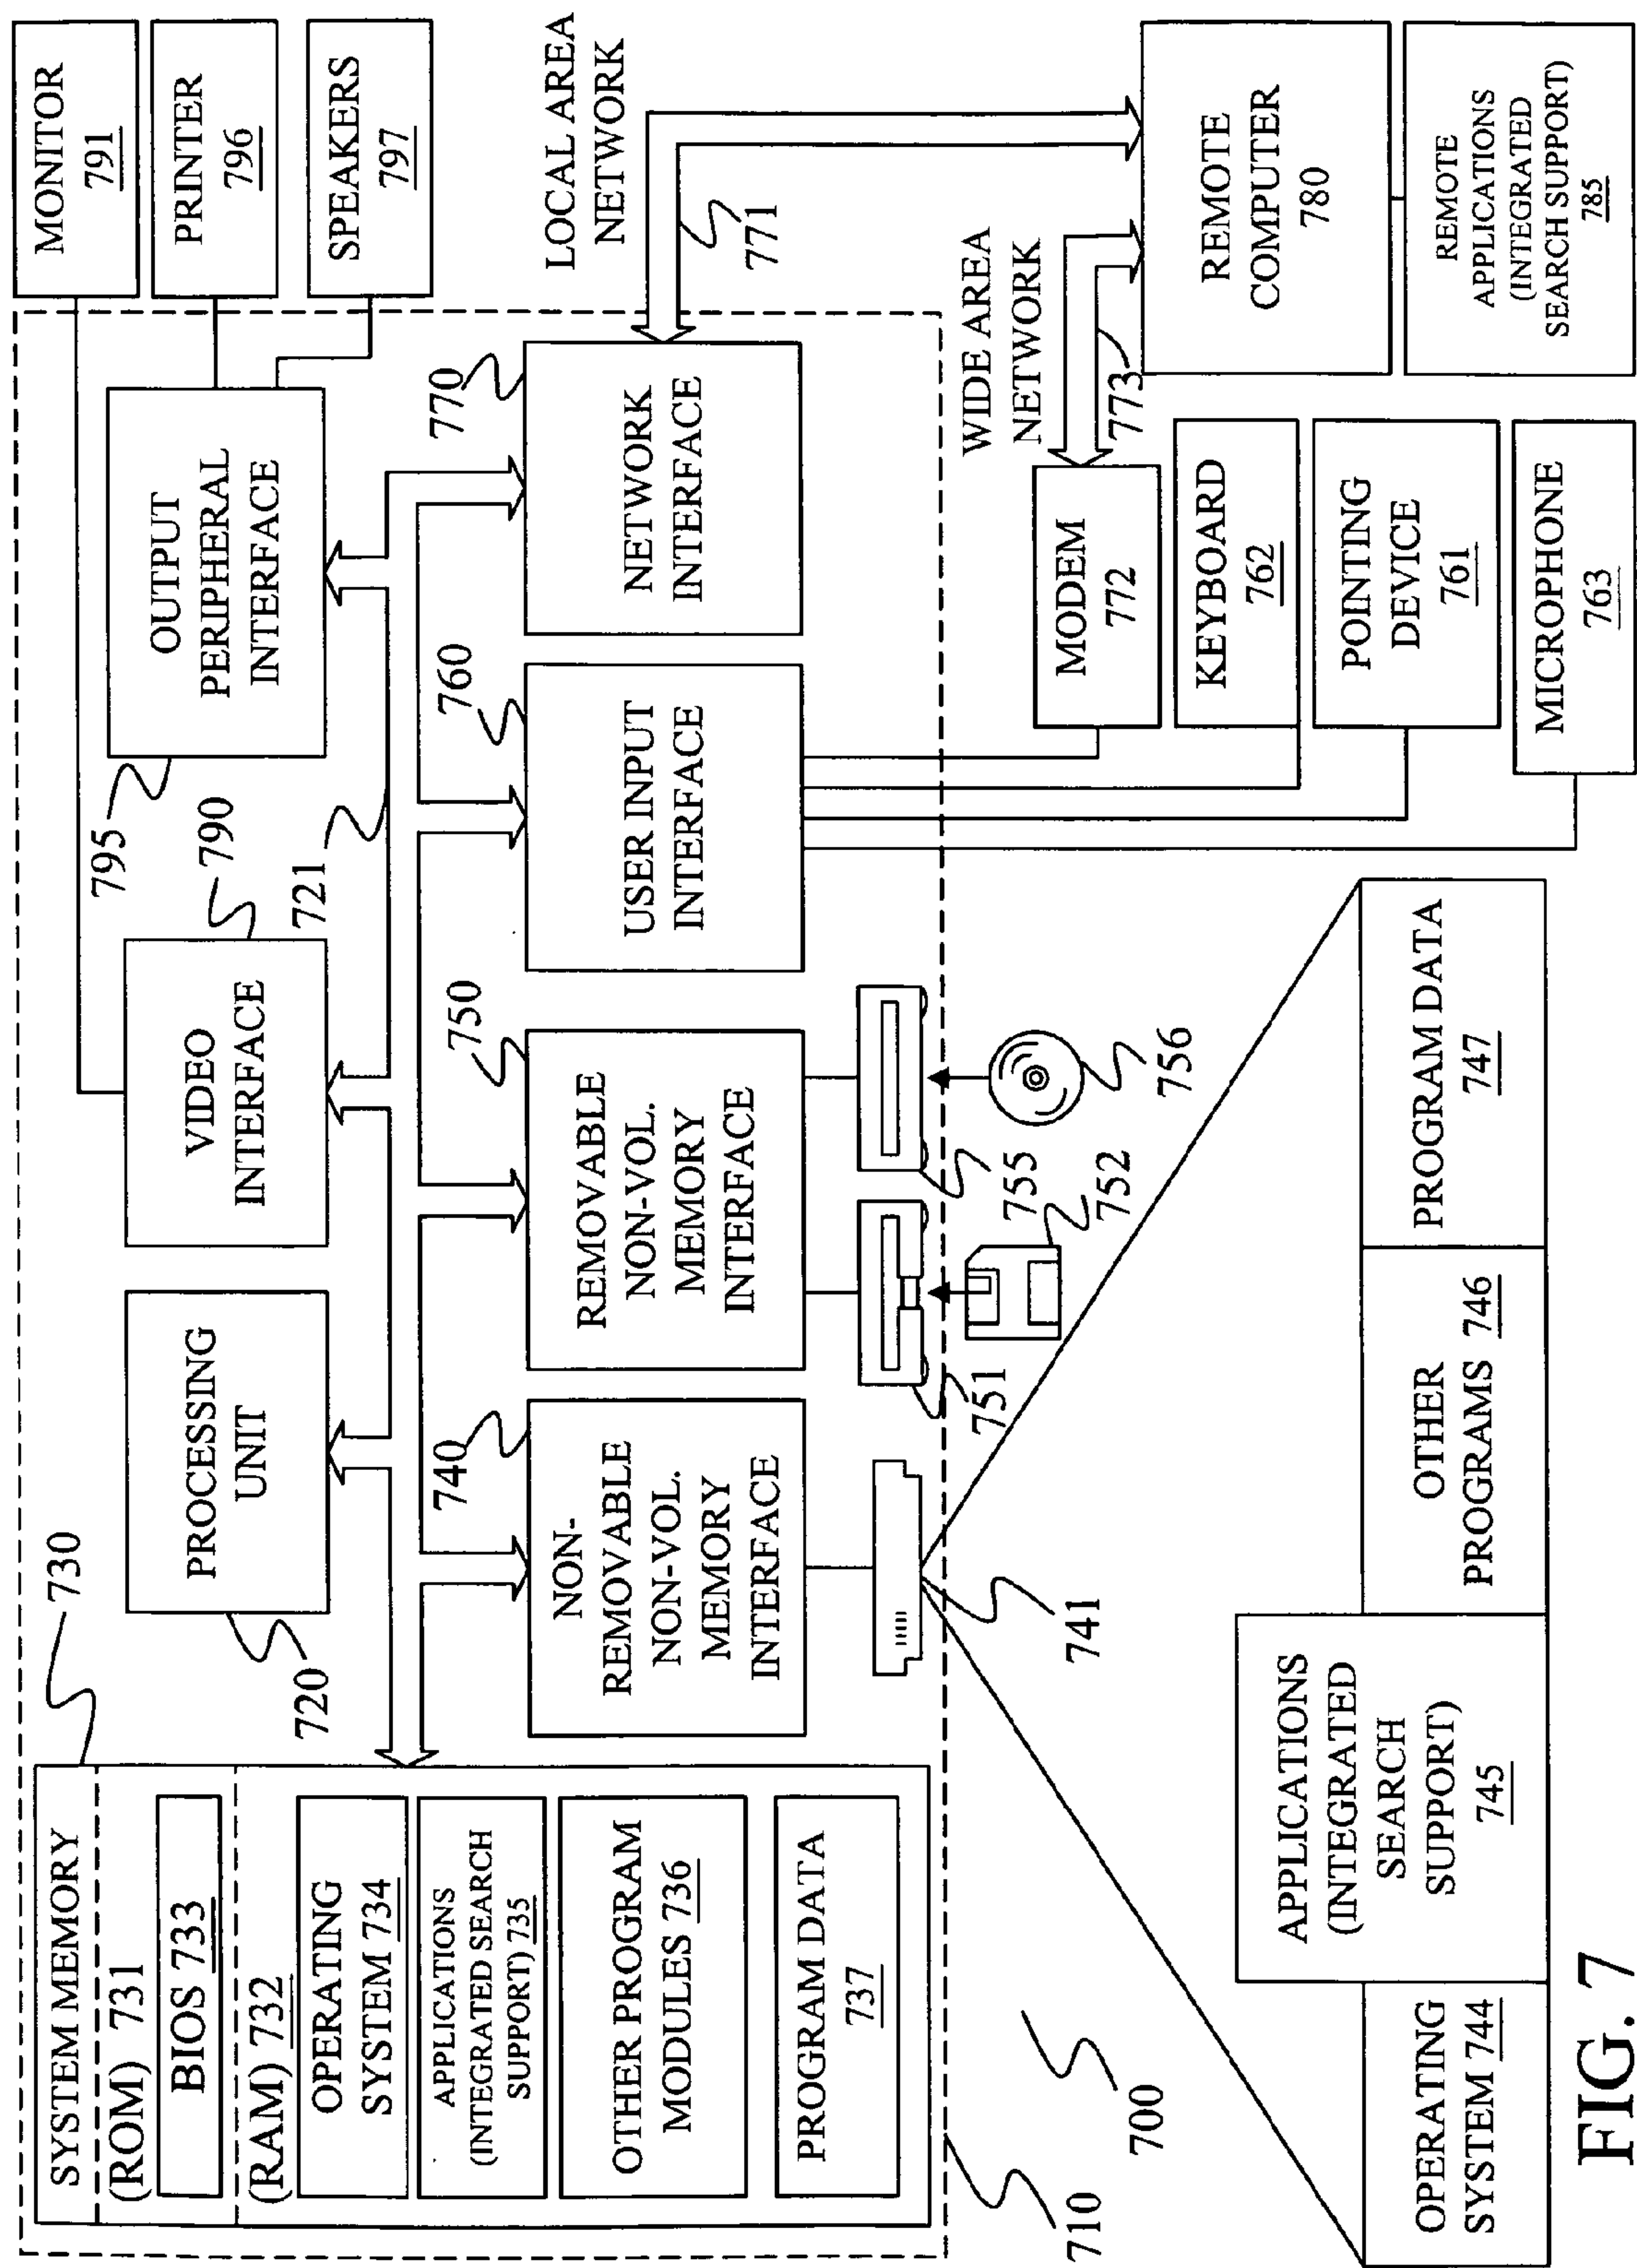 SYSTEM MEMORY
(ROM) 731
BIOS 733
(RAM) 732
OPERATING
SYSTEM 734
APPLICATIONS
(INTEGRATED SEARCH
SUPPORT) 735
OTHER PROGRAM
MODULES 736
PROGRAM DATA
737
730
720
PROCESSING
UNIT
VIDEO
INTERFACE
790
721
795
OUTPUT
PERIPHERAL
INTERFACE
MONITOR
791
PRINTER
796
SPEAKERS
797
740
NON-
REMOVABLE
NON-VOL.
MEMORY
INTERFACE
750
REMOVABLE
NON-VOL.
MEMORY
INTERFACE
760
USER INPUT
INTERFACE
770
NETWORK
INTERFACE
LOCAL AREA
NETWORK
771
WIDE AREA
NETWORK
773
741
751
752
755
756
MODEM
772
KEYBOARD
762
POINTING
DEVICE
761
MICROPHONE
763
REMOTE
COMPUTER
780
REMOTE
APPLICATIONS
(INTEGRATED
SEARCH SUPPORT)
785
710
700
OPERATING
SYSTEM 744
APPLICATIONS
(INTEGRATED
SEARCH
SUPPORT)
745
OTHER
PROGRAMS 746
PROGRAM DATA
747
FIG. 7